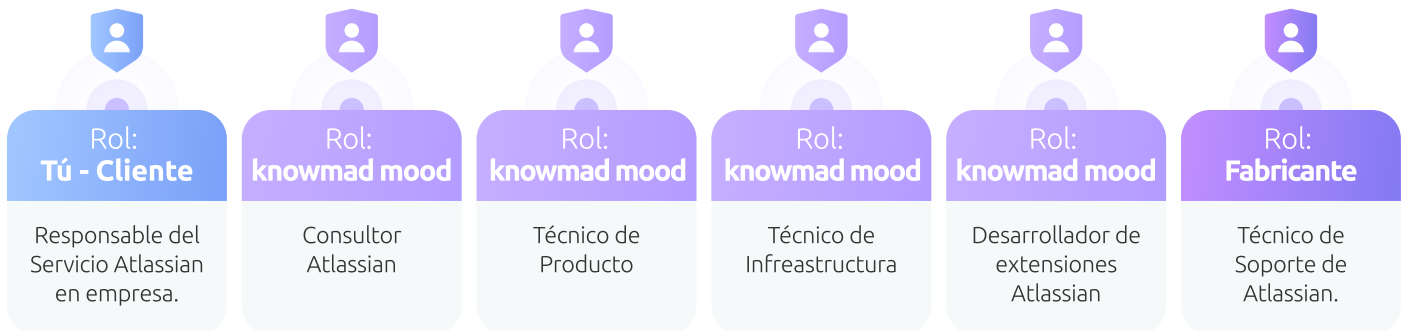 Rol:
Tú - Cliente
Responsable del
Servicio Atlassian
en empresa.
Rol:
knowmad mood
Consultor
Atlassian
Rol:
knowmad mood
Técnico de
Producto
Rol:
knowmad mood
Técnico de
Infreastructura
Rol:
knowmad mood
Desarrollador de
extensiones
Atlassian
Rol:
Fabricante
Técnico de
Soporte de
Atlassian.